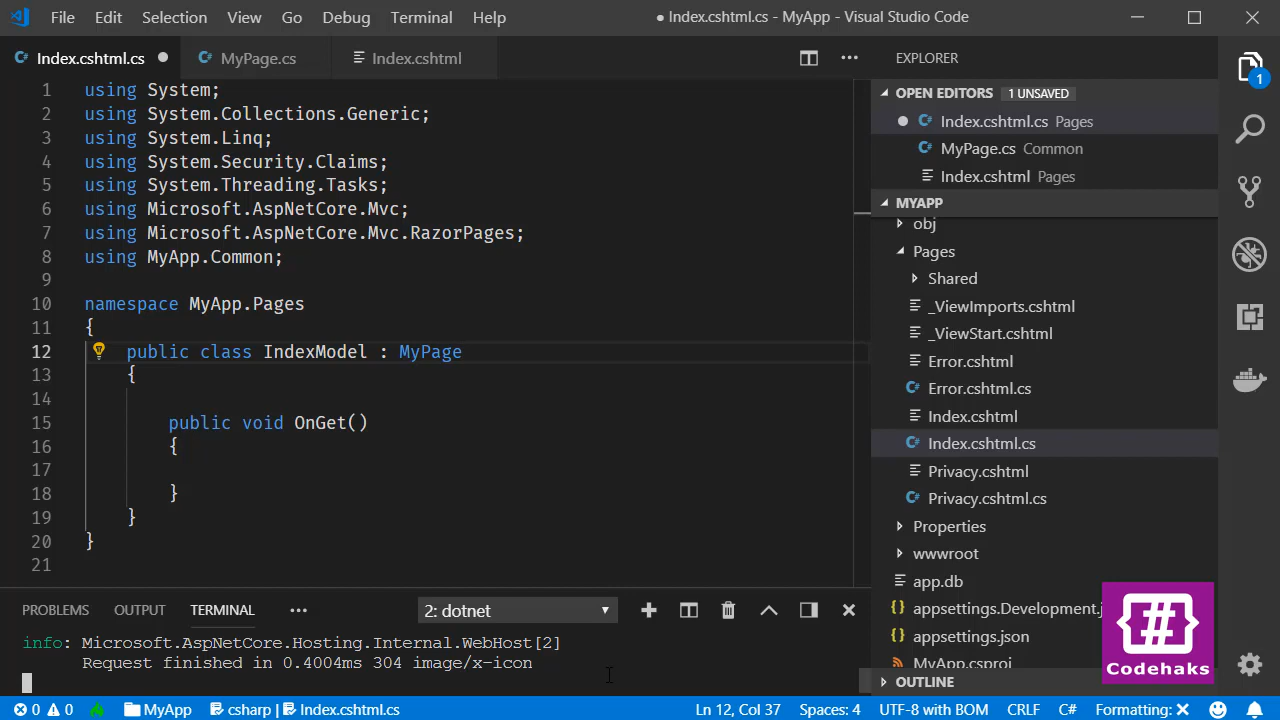 File Edit Selection View Go Debug Terminal Help
● Index.cshtml.cs - MyApp - Visual Studio Code
Index.cshtml.cs
MyPage.cs
Index.cshtml
1 using System;
2 using System.Collections.Generic;
3 using System.Linq;
4 using System.Security.Claims;
5 using System.Threading.Tasks;
6 using Microsoft.AspNetCore.Mvc;
7 using Microsoft.AspNetCore.Mvc.RazorPages;
8 using MyApp.Common;
9
10 namespace MyApp.Pages
11 {
12 public class IndexModel : MyPage
13 {
14
15 public void OnGet()
16 {
17
18 }
19 }
20 }
21
PROBLEMS OUTPUT TERMINAL
2: dotnet
info: Microsoft.AspNetCore.Hosting.Internal.WebHost[2]
Request finished in 0.4004ms 304 image/x-icon
EXPLORER
OPEN EDITORS 1 UNSAVED
Index.cshtml.cs Pages
MyPage.cs Common
Index.cshtml Pages
MYAPP
obj
Pages
Shared
_ViewImports.cshtml
_ViewStart.cshtml
Error.cshtml
Error.cshtml.cs
Index.cshtml
Index.cshtml.cs
Privacy.cshtml
Privacy.cshtml.cs
Properties
wwwroot
app.db
appsettings.Development.j
appsettings.json
MyApp.csproj
OUTLINE
1
{#}
Codehaks
0 0 MyApp csharp | Index.cshtml.cs
Ln 12, Col 37 Spaces: 4 UTF-8 with BOM CRLF C# Formatting: ✕